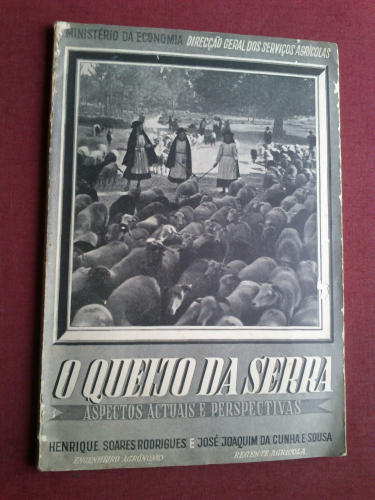 MINISTÉRIO DA ECONOMIA DIRECÇÃO GERAL DOS SERVIÇOS AGRÍCOLAS
O QUEIJO DA SERRA
ASPECTOS ACTUAIS E PERSPECTIVAS
HENRIQUE SOARES RODRIGUES E JOSÉ JOAQUIM DA CUNHA E SOUSA
ENGENHEIRO AGRÓNOMO REGENTE AGRÍCOLA